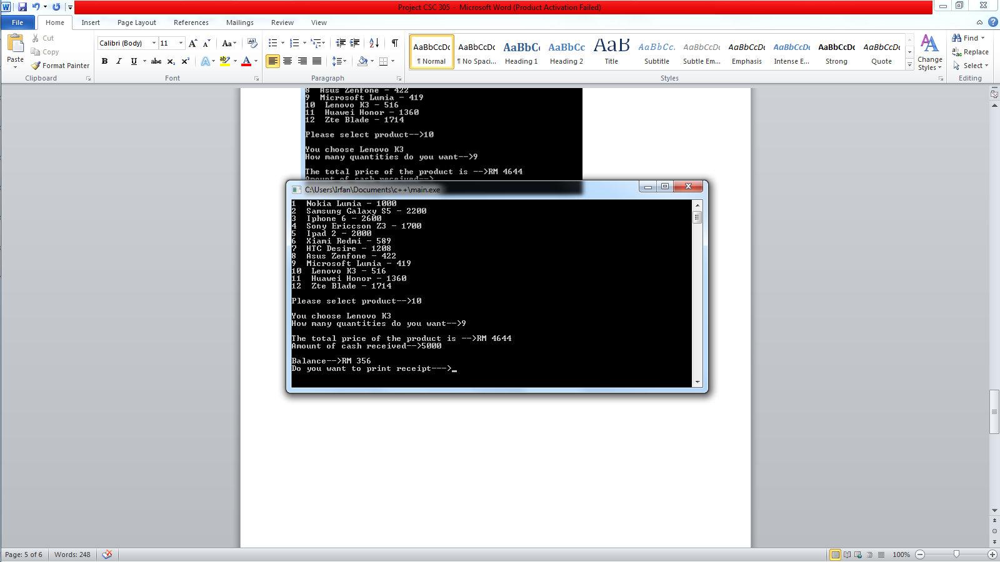 Project CSC 305 - Microsoft Word (Product Activation Failed)
File Home Insert Page Layout References Mailings Review View
Paste
Cut
Copy
Format Painter
Clipboard
Calibri (Body) 11
Font
Paragraph
AaBbCcDc AaBbCcDc AaBbCc AaBbCc AaB AaBbCc. AaBbCcDc AaBbCcDc AaBbCcDc AaBbCcDc AaBbCcDc
¶ Normal ¶ No Spaci... Heading 1 Heading 2 Title Subtitle Subtle Em... Emphasis Intense E... Strong Quote
Change Styles
Styles
Find
Replace
Select
Editing
8 Asus Zenfone - 422
9 Microsoft Lumia - 419
10 Lenovo K3 - 516
11 Huawei Honor - 1360
12 Zte Blade - 1714
Please select product-->10
You choose Lenovo K3
How many quantities do you want-->9
The total price of the product is -->RM 4644
Amount of cash received-->
C:\Users\Irfan\Documents\c++\main.exe
1 Nokia Lumia - 1000
2 Samsung Galaxy S5 - 2200
3 Iphone 6 - 2600
4 Sony Ericcson Z3 - 1700
5 Ipad 2 - 2000
6 Xiami Redmi - 589
7 HTC Desire - 1208
8 Asus Zenfone - 422
9 Microsoft Lumia - 419
10 Lenovo K3 - 516
11 Huawei Honor - 1360
12 Zte Blade - 1714
Please select product-->10
You choose Lenovo K3
How many quantities do you want-->9
The total price of the product is -->RM 4644
Amount of cash received-->5000
Balance-->RM 356
Do you want to print receipt--->_
Page: 5 of 6 Words: 248 100%